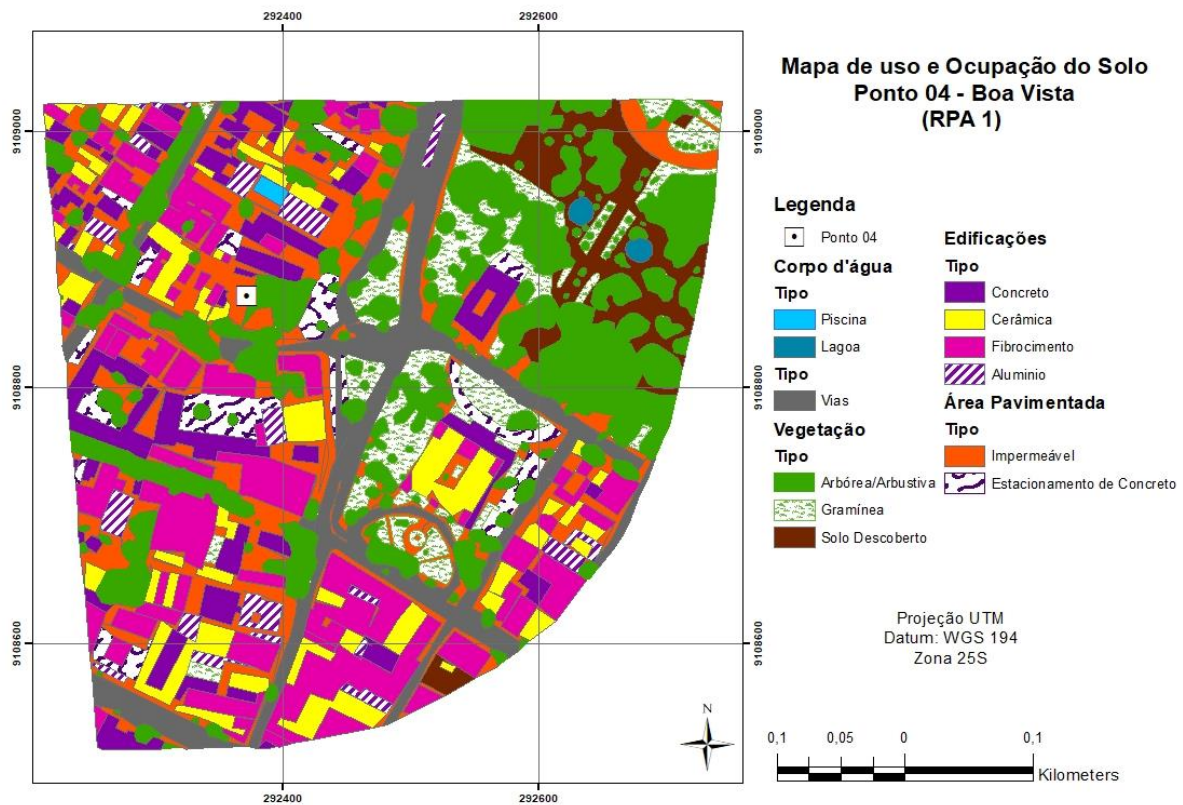 292400
292600
9109000
9109000
9108800
9108800
9108600
9108600
292400
292600
N
Mapa de uso e Ocupação do Solo
Ponto 04 - Boa Vista
(RPA 1)
Legenda
Ponto 04
Corpo d'água
Tipo
Piscina
Lagoa
Tipo
Vias
Vegetação
Tipo
Arbórea/Arbustiva
Gramínea
Solo Descoberto
Edificações
Tipo
Concreto
Cerâmica
Fibrocimento
Aluminio
Área Pavimentada
Tipo
Impermeável
Estacionamento de Concreto
Projeção UTM
Datum: WGS 194
Zona 25S
0,1 0,05 0 0,1
Kilometers